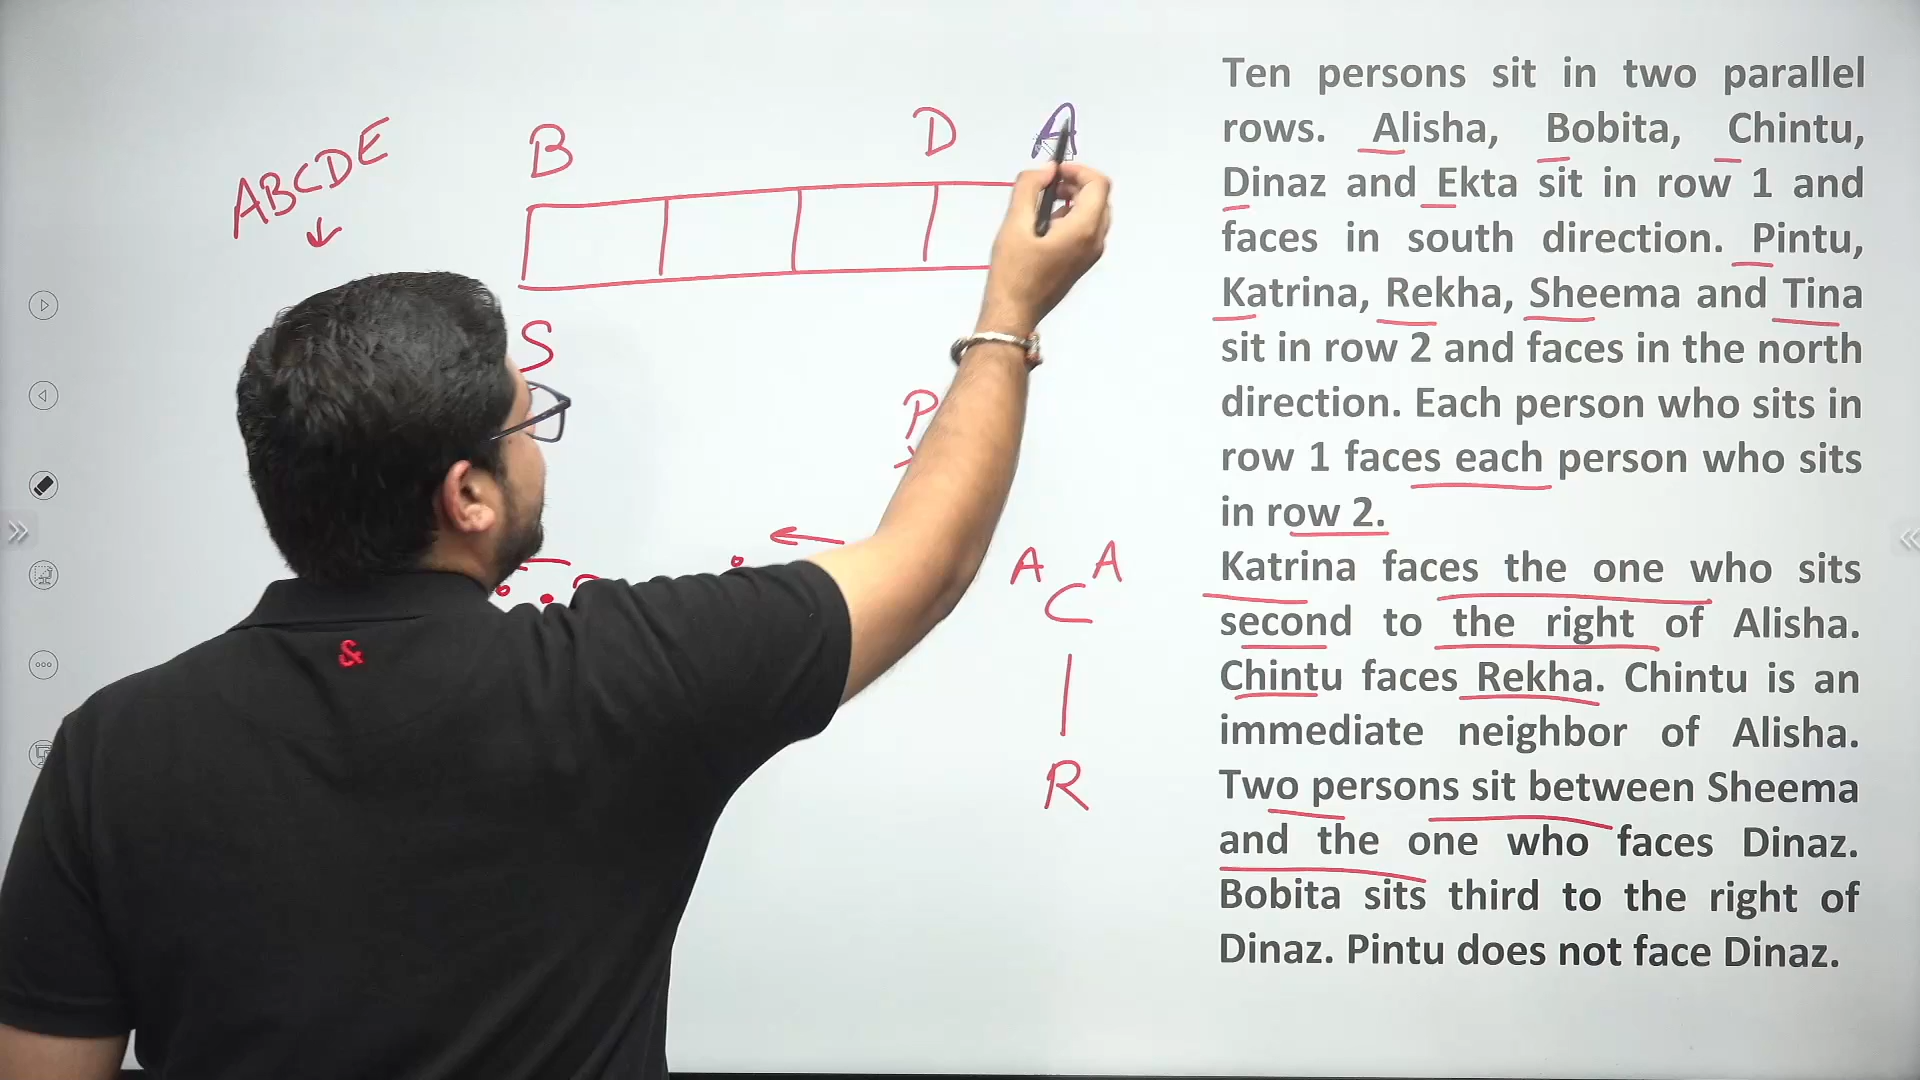 ABCDE
↓
B D A
S
P
x
←
A A
C
|
R
&
Ten persons sit in two parallel
rows. Alisha, Bobita, Chintu,
Dinaz and Ekta sit in row 1 and
faces in south direction. Pintu,
Katrina, Rekha, Sheema and Tina
sit in row 2 and faces in the north
direction. Each person who sits in
row 1 faces each person who sits
in row 2.
Katrina faces the one who sits
second to the right of Alisha.
Chintu faces Rekha. Chintu is an
immediate neighbor of Alisha.
Two persons sit between Sheema
and the one who faces Dinaz.
Bobita sits third to the right of
Dinaz. Pintu does not face Dinaz.